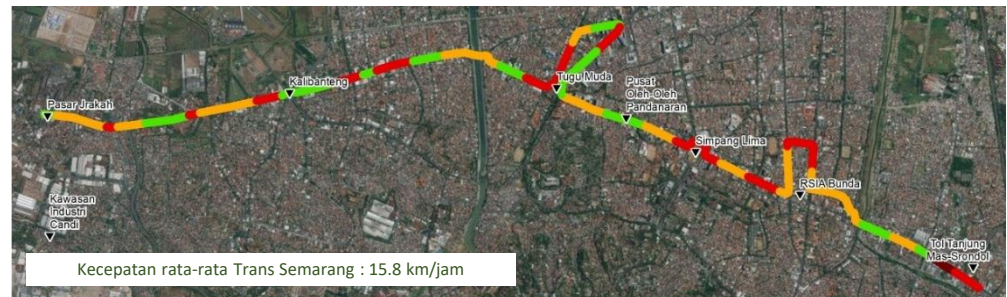 Pasar Jrakah
Kalibanteng
Tugu Muda
Pusat
Oleh-Oleh
Pandanaran
Simpang Lima
RSIA Bunda
Kawasan
Industri
Candi
Tol Tanjung
Mas-Srondol
Kecepatan rata-rata Trans Semarang : 15.8 km/jam